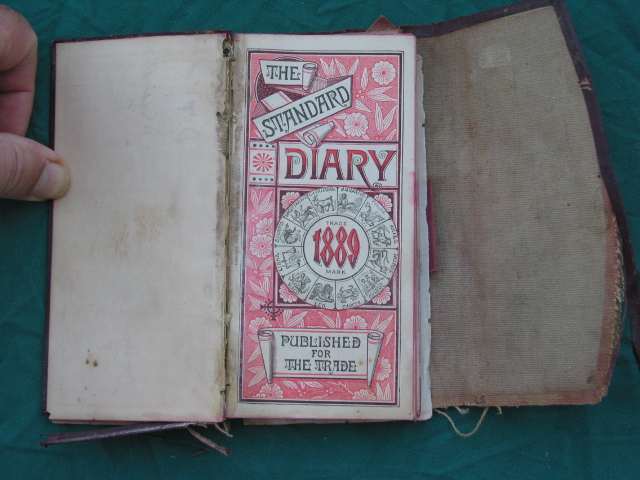 THE
STANDARD
DIARY
TRADE
1889
MARK.
PUBLISHED
FOR
THE TRADE